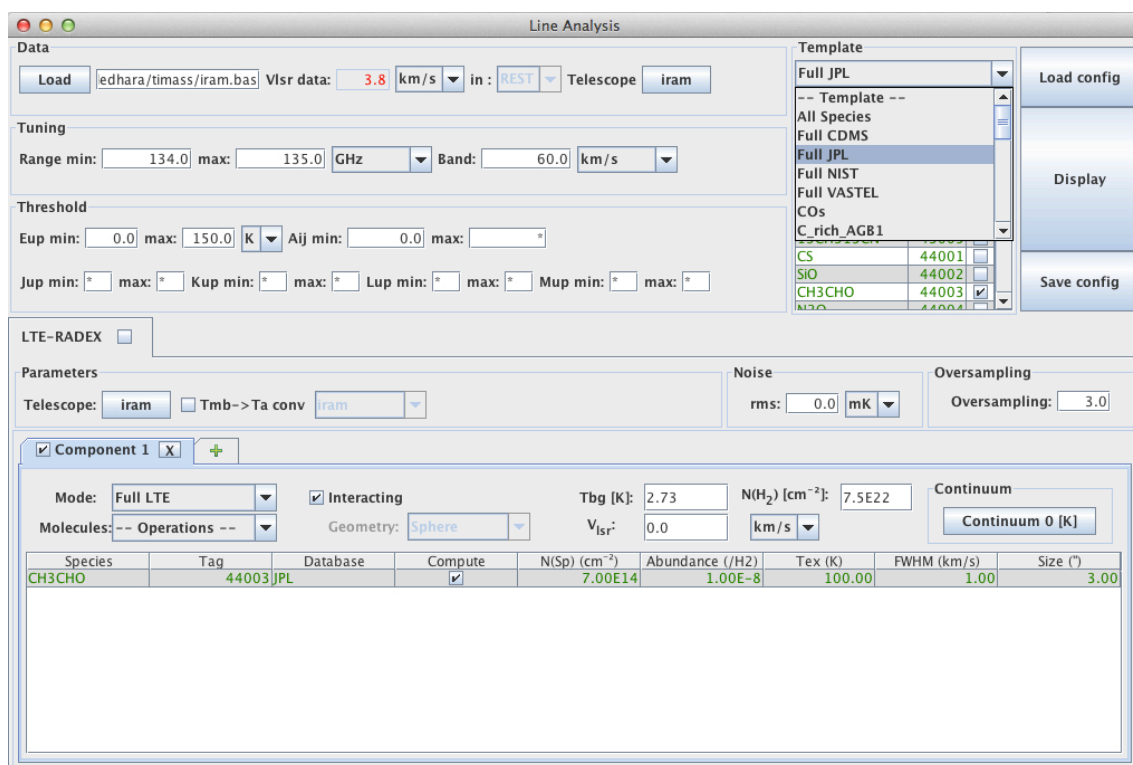 Line Analysis
Data
Load edhara/timass/iram.bas Vlsr data: 3.8 km/s in : REST Telescope iram
Tuning
Range min: 134.0 max: 135.0 GHz Band: 60.0 km/s
Threshold
Eup min: 0.0 max: 150.0 K Aij min: 0.0 max: *
Jup min: * max: * Kup min: * max: * Lup min: * max: * Mup min: * max: *
Template
Full JPL
-- Template --
All Species
Full CDMS
Full JPL
Full NIST
Full VASTEL
COs
C_rich_AGB1
CS 44001
SiO 44002
CH3CHO 44003
N2O 44004
Load config
Display
Save config
LTE-RADEX
Parameters
Telescope: iram Tmb->Ta conv iram
Noise
rms: 0.0 mK
Oversampling
Oversampling: 3.0
Component 1 X
Mode: Full LTE Interacting Tbg [K]: 2.73 N(H₂) [cm⁻²]: 7.5E22
Molecules: -- Operations -- Geometry: Sphere Vlsr: 0.0 km/s
Continuum
Continuum 0 [K]
Species Tag Database Compute N(Sp) (cm⁻²) Abundance (/H2) Tex (K) FWHM (km/s) Size (")
CH3CHO 44003 JPL 7.00E14 1.00E-8 100.00 1.00 3.00